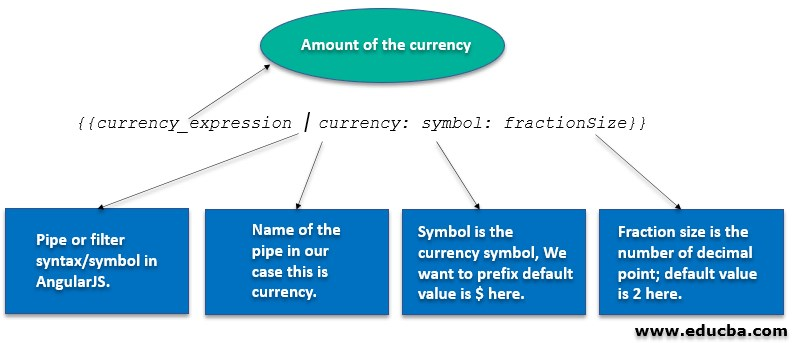 Amount of the currency
{{currency_expression | currency: symbol: fractionSize}}
Pipe or filter
syntax/symbol in
AngularJS.
Name of the
pipe in our
case this is
currency.
Symbol is the
currency symbol, We
want to prefix default
value is $ here.
Fraction size is the
number of decimal
point; default value
is 2 here.
www.educba.com